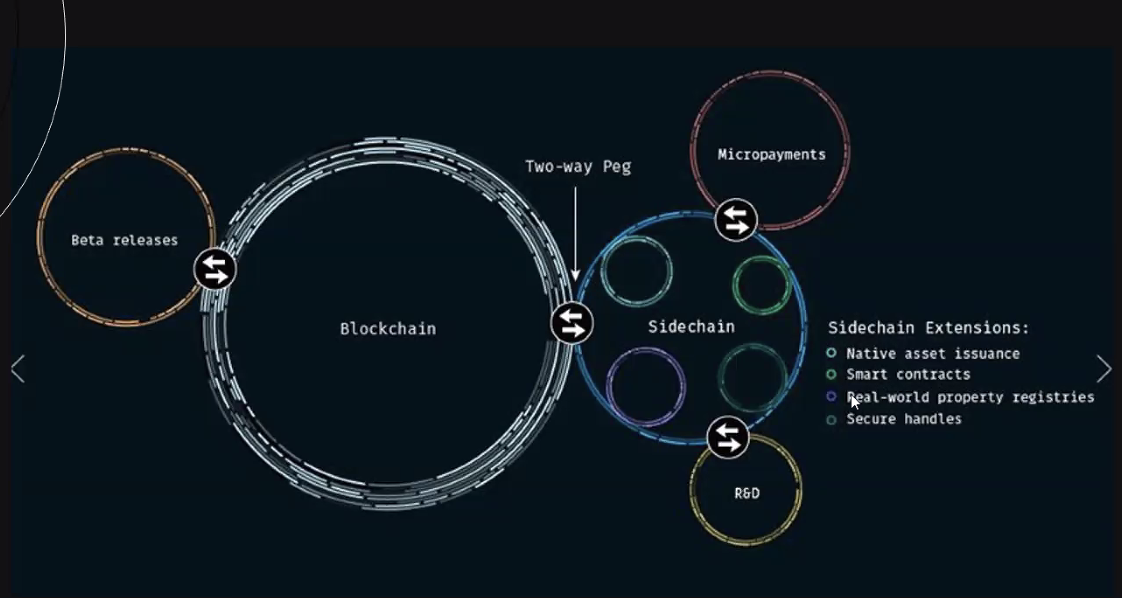 Two-way Peg
Micropayments
Beta releases
Blockchain
Sidechain
Sidechain Extensions:
Native asset issuance
Smart contracts
Real-world property registries
Secure handles
R&D